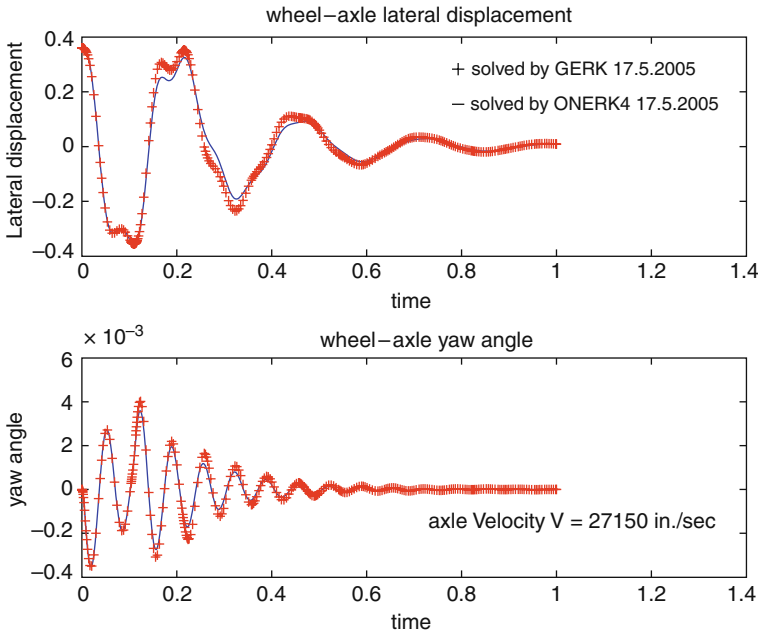 wheel–axle lateral displacement
0.4
0.2
0
−0.2
−0.4
Lateral displacement
+ solved by GERK 17.5.2005
– solved by ONERK4 17.5.2005
0 0.2 0.4 0.6 0.8 1 1.2 1.4
time
× 10−3
wheel–axle yaw angle
6
4
2
0
−0.2
−0.4
yaw angle
axle Velocity V = 27150 in./sec
0 0.2 0.4 0.6 0.8 1 1.2 1.4
time